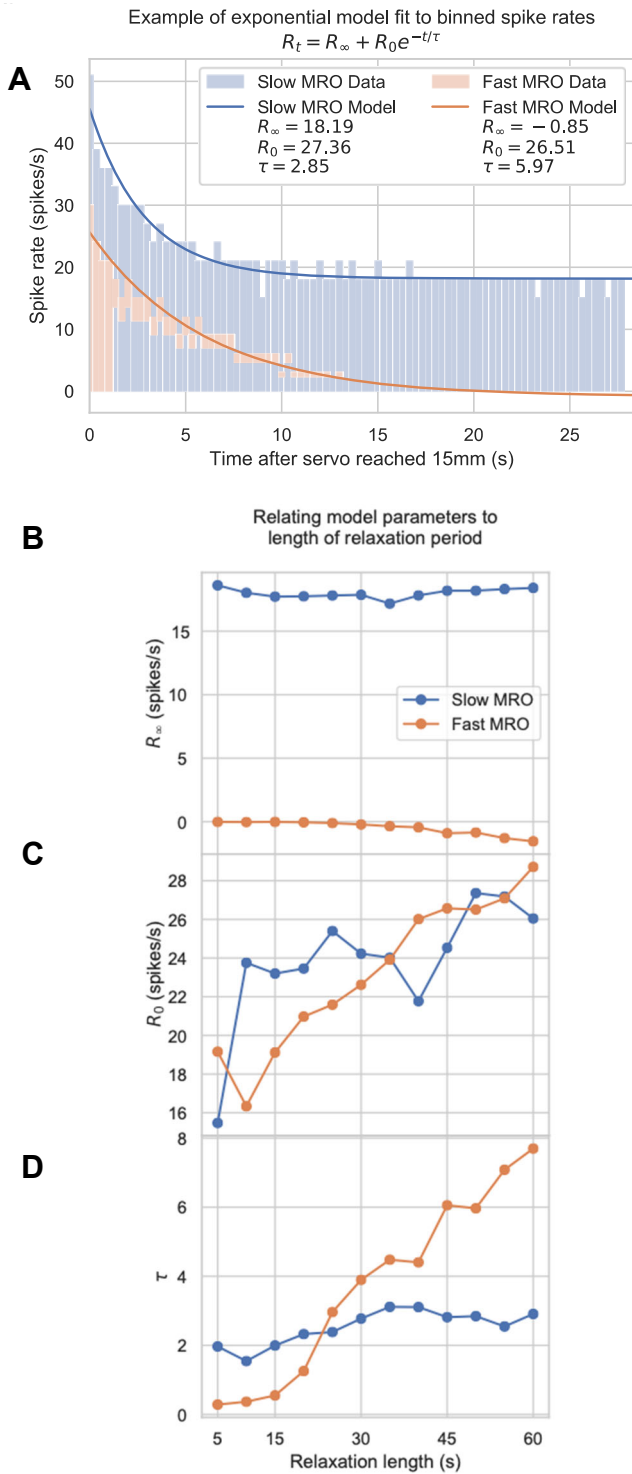 Example of exponential model fit to binned spike rates
R_t = R_∞ + R_0e^{−t/τ}
A
Slow MRO Data
Slow MRO Model
R_∞ = 18.19
R_0 = 27.36
τ = 2.85
Fast MRO Data
Fast MRO Model
R_∞ = −0.85
R_0 = 26.51
τ = 5.97
Spike rate (spikes/s)
50
40
30
20
10
0
0 5 10 15 20 25
Time after servo reached 15mm (s)
B
Relating model parameters to
length of relaxation period
R_∞ (spikes/s)
15
10
5
0
Slow MRO
Fast MRO
C
R_0 (spikes/s)
28
26
24
22
20
18
16
D
τ
8
6
4
2
0
5 15 30 45 60
Relaxation length (s)